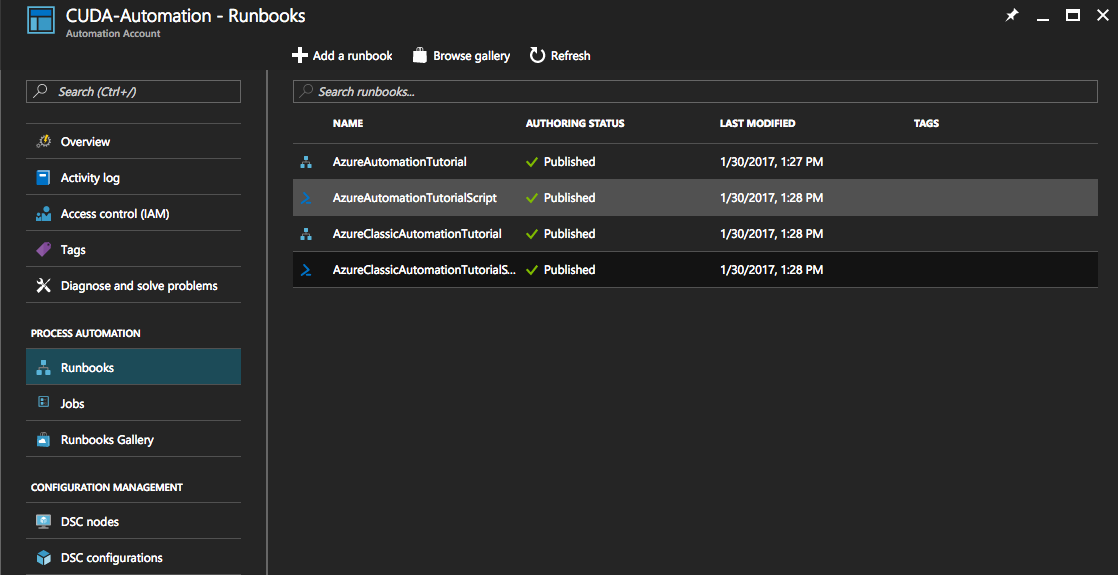 CUDA-Automation - Runbooks
Automation Account
Add a runbook Browse gallery Refresh
Search (Ctrl+/)
Overview
Activity log
Access control (IAM)
Tags
Diagnose and solve problems
PROCESS AUTOMATION
Runbooks
Jobs
Runbooks Gallery
CONFIGURATION MANAGEMENT
DSC nodes
DSC configurations
Search runbooks...
NAME AUTHORING STATUS LAST MODIFIED TAGS
AzureAutomationTutorial Published 1/30/2017, 1:27 PM
AzureAutomationTutorialScript Published 1/30/2017, 1:28 PM
AzureClassicAutomationTutorial Published 1/30/2017, 1:28 PM
AzureClassicAutomationTutorialS... Published 1/30/2017, 1:28 PM